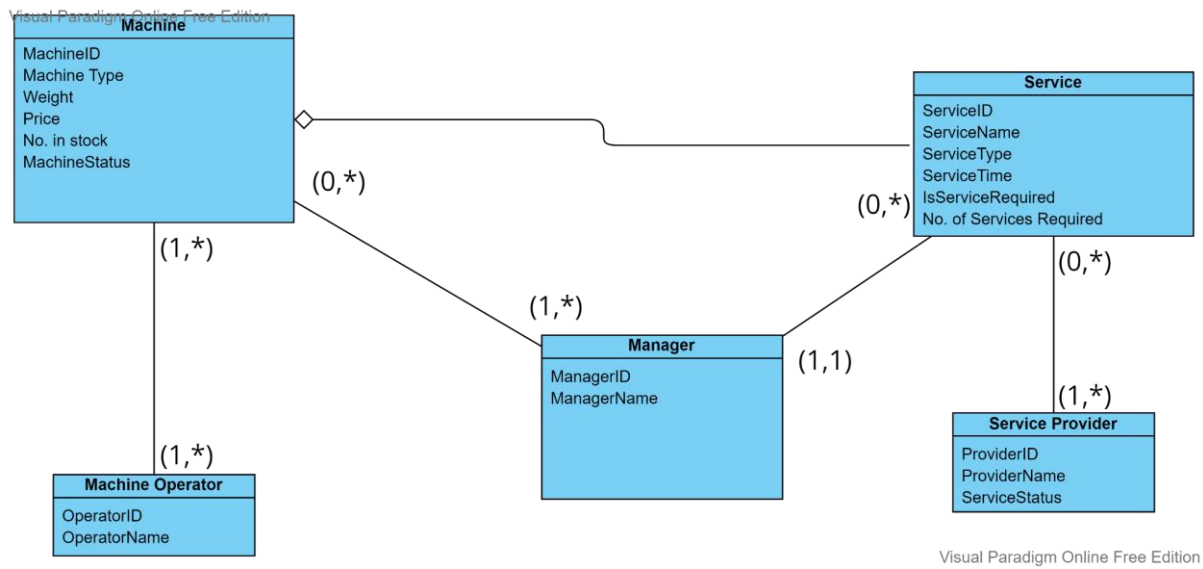 Visual Paradigm Online Free Edition
Machine
MachineID
Machine Type
Weight
Price
No. in stock
MachineStatus
Service
ServiceID
ServiceName
ServiceType
ServiceTime
IsServiceRequired
No. of Services Required
(0,*)
(0,*)
(1,*)
(0,*)
(1,*)
Manager
ManagerID
ManagerName
(1,1)
(1,*)
Service Provider
ProviderID
ProviderName
ServiceStatus
(1,*)
Machine Operator
OperatorID
OperatorName
Visual Paradigm Online Free Edition